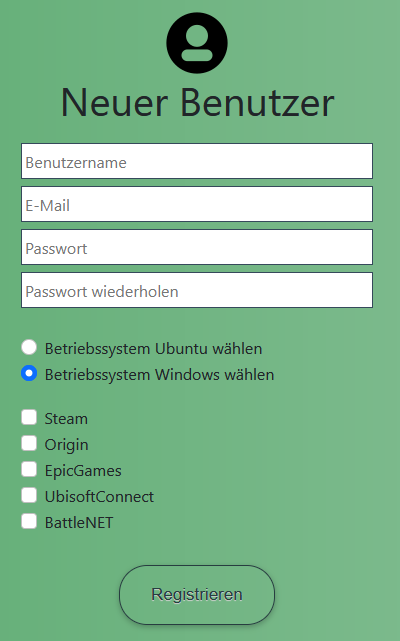 Neuer Benutzer
Benutzername
E-Mail
Passwort
Passwort wiederholen
Betriebssystem Ubuntu wählen
Betriebssystem Windows wählen
Steam
Origin
EpicGames
UbisoftConnect
BattleNET
Registrieren